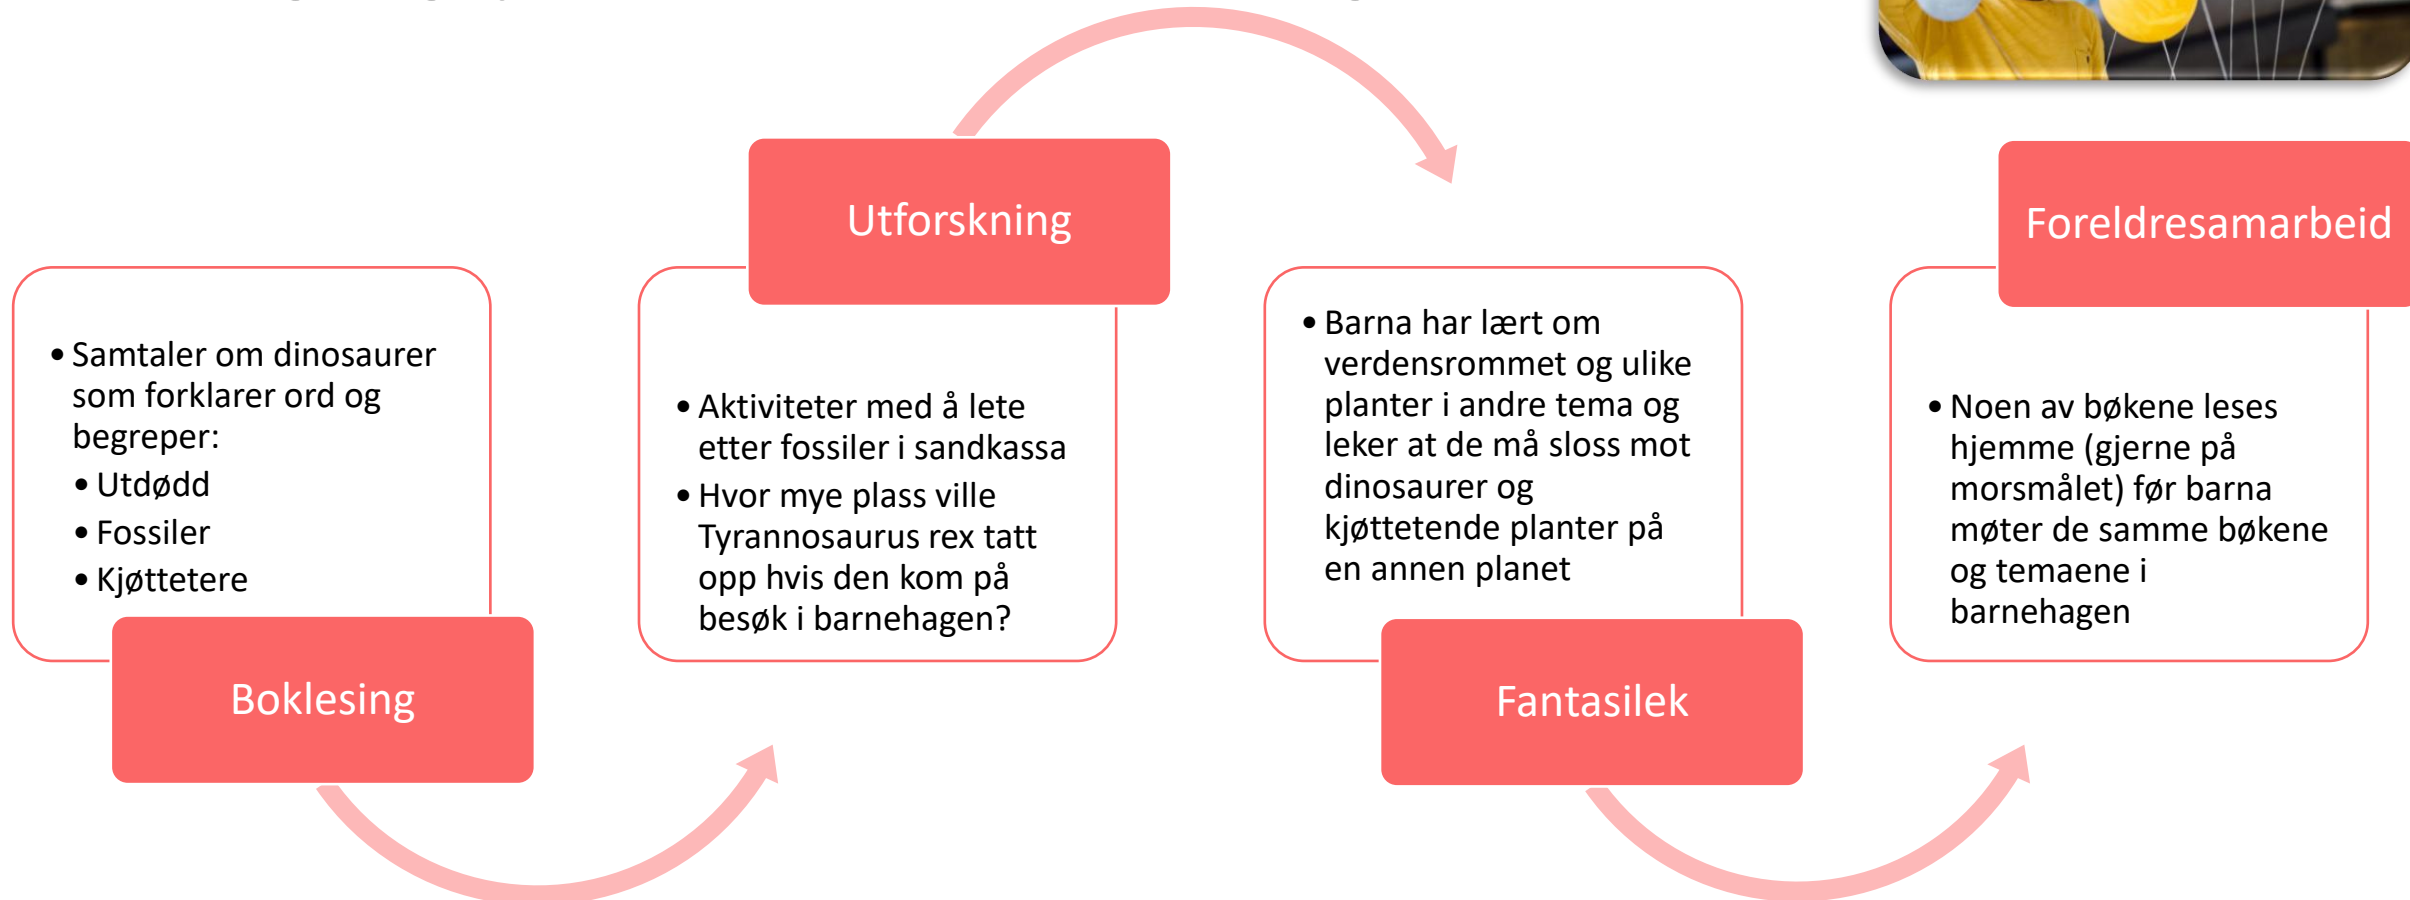 • Samtaler om dinosaurer
som forklarer ord og
begreper:
• Utdødd
• Fossiler
• Kjøttetere
Boklesing
Utforskning
• Aktiviteter med å lete
etter fossiler i sandkassa
• Hvor mye plass ville
Tyrannosaurus rex tatt
opp hvis den kom på
besøk i barnehagen?
• Barna har lært om
verdensrommet og ulike
planter i andre tema og
leker at de må sloss mot
dinosaurer og
kjøttetende planter på
en annen planet
Fantasilek
Foreldresamarbeid
• Noen av bøkene leses
hjemme (gjerne på
morsmålet) før barna
møter de samme bøkene
og temaene i
barnehagen